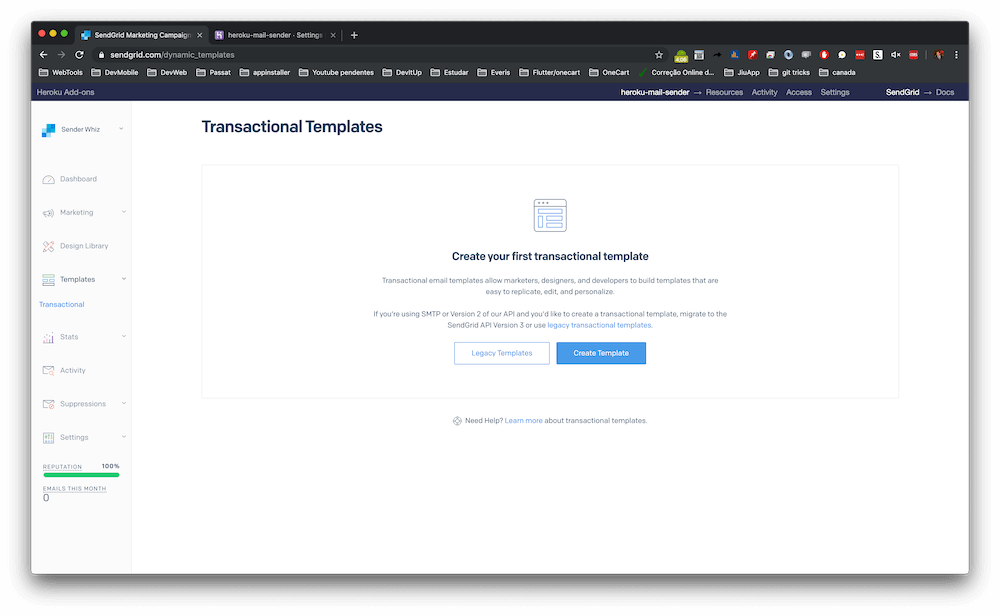 SendGrid Marketing Campaign
heroku-mail-sender · Settings
sendgrid.com/dynamic_templates
WebTools DevMobile DevWeb Passat appinstaller Youtube pendentes DevitUp Estudar Everis Flutter/onecart OneCart Correção Online d... JiuApp git tricks canada
Heroku Add-ons
heroku-mail-sender → Resources Activity Access Settings SendGrid → Docs
Sender Whiz
Dashboard
Marketing
Design Library
Templates
Transactional
Stats
Activity
Suppressions
Settings
REPUTATION 100%
EMAILS THIS MONTH
0
Transactional Templates
Create your first transactional template
Transactional email templates allow marketers, designers, and developers to build templates that are
easy to replicate, edit, and personalize.
If you're using SMTP or Version 2 of our API and you'd like to create a transactional template, migrate to the
SendGrid API Version 3 or use legacy transactional templates.
Legacy Templates Create Template
Need Help? Learn more about transactional templates.